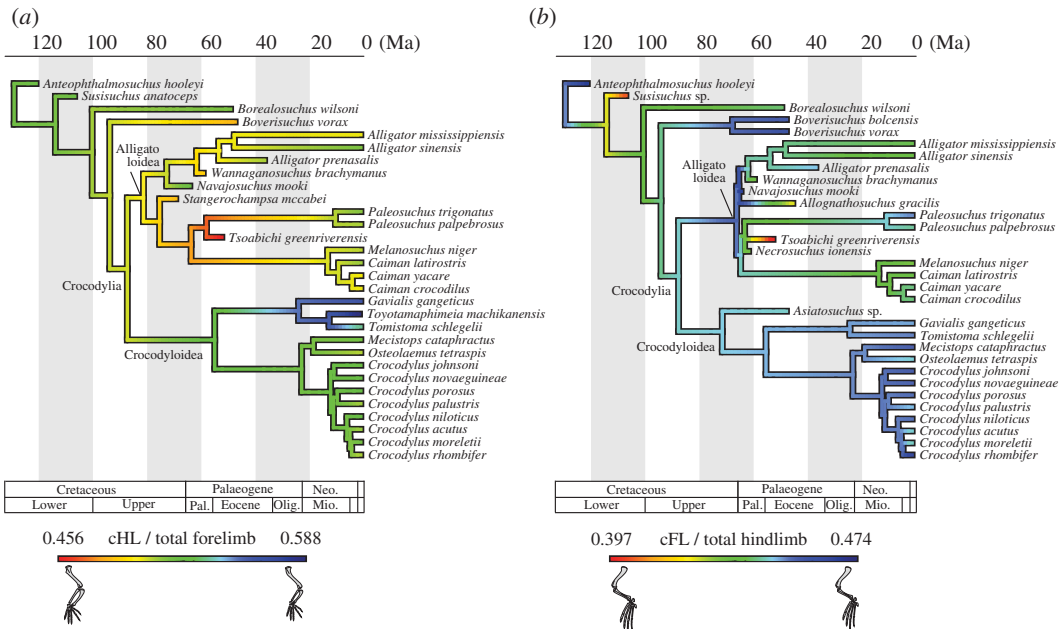 (a)
120 100 80 60 40 20 0 (Ma)
Anteophthalmosuchus hooleyi
Susisuchus anatoceps
Borealosuchus wilsoni
Boverisuchus vorax
Alligator mississippiensis
Alligato
loidea
Alligator sinensis
Alligator prenasalis
Wannaganosuchus brachymanus
Navajosuchus mooki
Stangerochampsa mccabei
Paleosuchus trigonatus
Paleosuchus palpebrosus
Tsoabichi greenriverensis
Melanosuchus niger
Caiman latirostris
Caiman yacare
Caiman crocodilus
Crocodylia
Gavialis gangeticus
Toyotamaphimeia machikanensis
Tomistoma schlegelii
Mecistops cataphractus
Crocodyloidea
Osteolaemus tetraspis
Crocodylus johnsoni
Crocodylus novaeguineae
Crocodylus porosus
Crocodylus palustris
Crocodylus niloticus
Crocodylus acutus
Crocodylus moreletii
Crocodylus rhombifer
Cretaceous Palaeogene Neo.
Lower Upper Pal. Eocene Olig. Mio.
0.456 cHL / total forelimb 0.588
(b)
120 100 80 60 40 20 0 (Ma)
Anteophthalmosuchus hooleyi
Susisuchus sp.
Borealosuchus wilsoni
Boverisuchus bolcensis
Boverisuchus vorax
Alligator mississippiensis
Alligator sinensis
Alligato
loidea
Alligator prenasalis
Wannaganosuchus brachymanus
Navajosuchus mooki
Allognathosuchus gracilis
Paleosuchus trigonatus
Paleosuchus palpebrosus
Tsoabichi greenriverensis
Necrosuchus ionensis
Melanosuchus niger
Caiman latirostris
Crocodylia
Caiman yacare
Caiman crocodilus
Asiatosuchus sp.
Gavialis gangeticus
Tomistoma schlegelii
Crocodyloidea
Mecistops cataphractus
Osteolaemus tetraspis
Crocodylus johnsoni
Crocodylus novaeguineae
Crocodylus porosus
Crocodylus palustris
Crocodylus niloticus
Crocodylus acutus
Crocodylus moreletii
Crocodylus rhombifer
Cretaceous Palaeogene Neo.
Lower Upper Pal. Eocene Olig. Mio.
0.397 cFL / total hindlimb 0.474